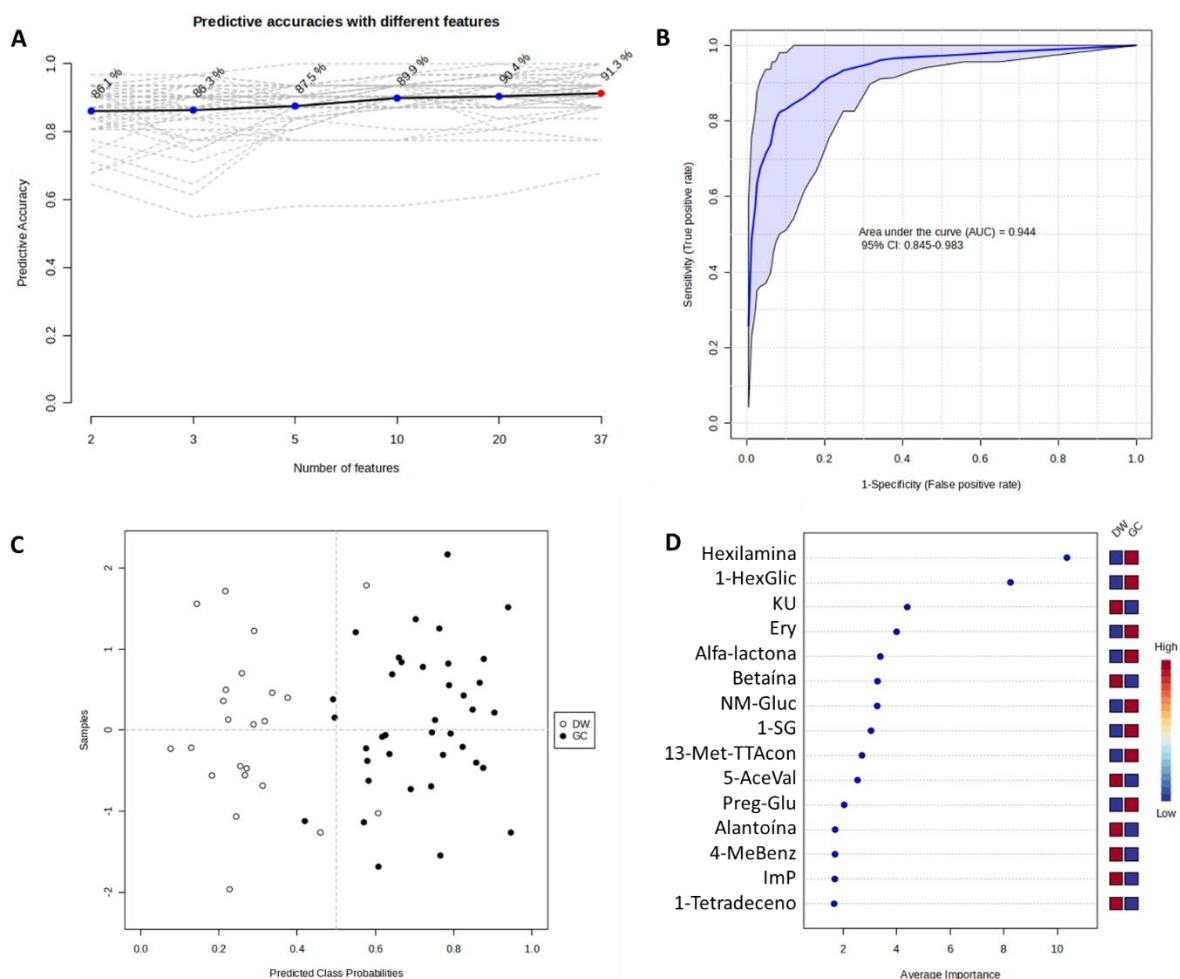 A
Predictive accuracies with different features
Predictive Accuracy
0.0
0.2
0.4
0.6
0.8
1.0
86.1 %
86.3 %
87.5 %
89.9 %
90.4 %
91.3 %
2
3
5
10
20
37
Number of features
B
Sensitivity (True positive rate)
0.0
0.2
0.4
0.6
0.8
1.0
Area under the curve (AUC) = 0.944
95% CI: 0.845-0.983
0.0
0.2
0.4
0.6
0.8
1.0
1-Specificity (False positive rate)
C
Samples
2
1
0
-1
-2
DW
GC
0.0
0.2
0.4
0.6
0.8
1.0
Predicted Class Probabilities
D
DW
GC
Hexilamina
1-HexGlic
KU
Ery
Alfa-lactona
Betaína
NM-Gluc
1-SG
13-Met-TTAcon
5-AceVal
Preg-Glu
Alantoína
4-MeBenz
ImP
1-Tetradeceno
High
Low
2
4
6
8
10
Average Importance